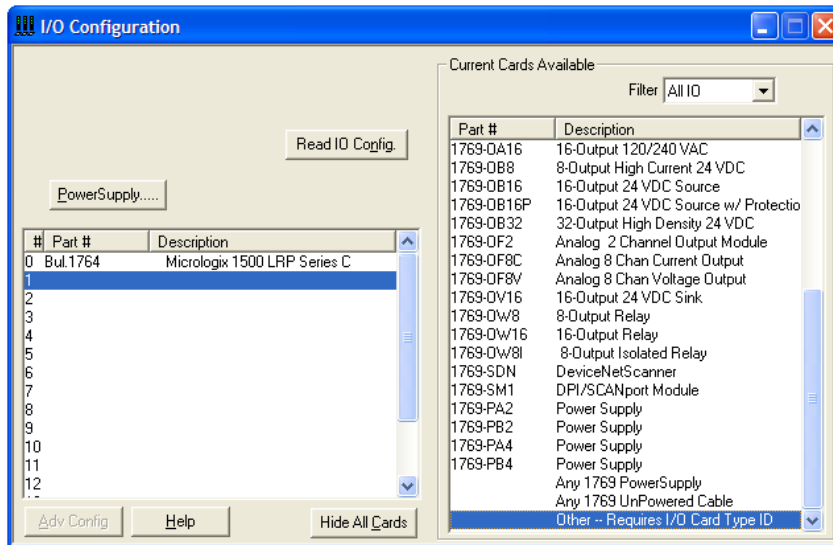 I/O Configuration
Current Cards Available
Filter All IO
Read IO Config.
PowerSupply.....
# Part # Description
0 Bul.1764 Micrologix 1500 LRP Series C
1
2
3
4
5
6
7
8
9
10
11
12
Adv Config Help Hide All Cards
Part # Description
1769-OA16 16-Output 120/240 VAC
1769-OB8 8-Output High Current 24 VDC
1769-OB16 16-Output 24 VDC Source
1769-OB16P 16-Output 24 VDC Source w/ Protectio
1769-OB32 32-Output High Density 24 VDC
1769-OF2 Analog 2 Channel Output Module
1769-OF8C Analog 8 Chan Current Output
1769-OF8V Analog 8 Chan Voltage Output
1769-OV16 16-Output 24 VDC Sink
1769-OW8 8-Output Relay
1769-OW16 16-Output Relay
1769-OW8I 8-Output Isolated Relay
1769-SDN DeviceNetScanner
1769-SM1 DPI/SCANport Module
1769-PA2 Power Supply
1769-PB2 Power Supply
1769-PA4 Power Supply
1769-PB4 Power Supply
Any 1769 PowerSupply
Any 1769 UnPowered Cable
Other -- Requires I/O Card Type ID